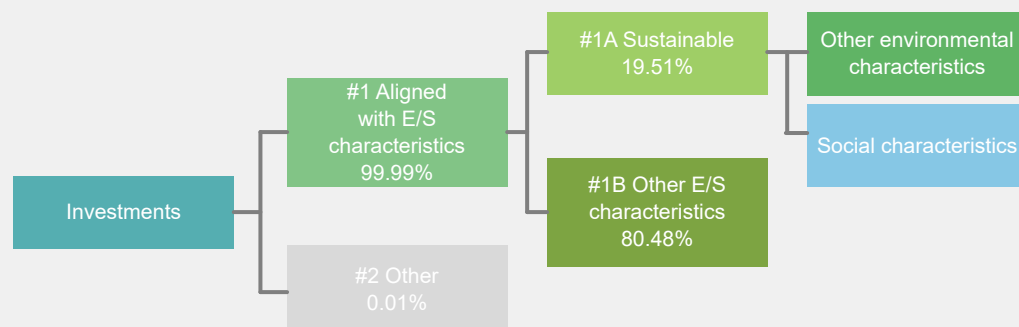 Investments
#1 Aligned
with E/S
characteristics
99.99%
#2 Other
0.01%
#1A Sustainable
19.51%
#1B Other E/S
characteristics
80.48%
Other environmental
characteristics
Social characteristics